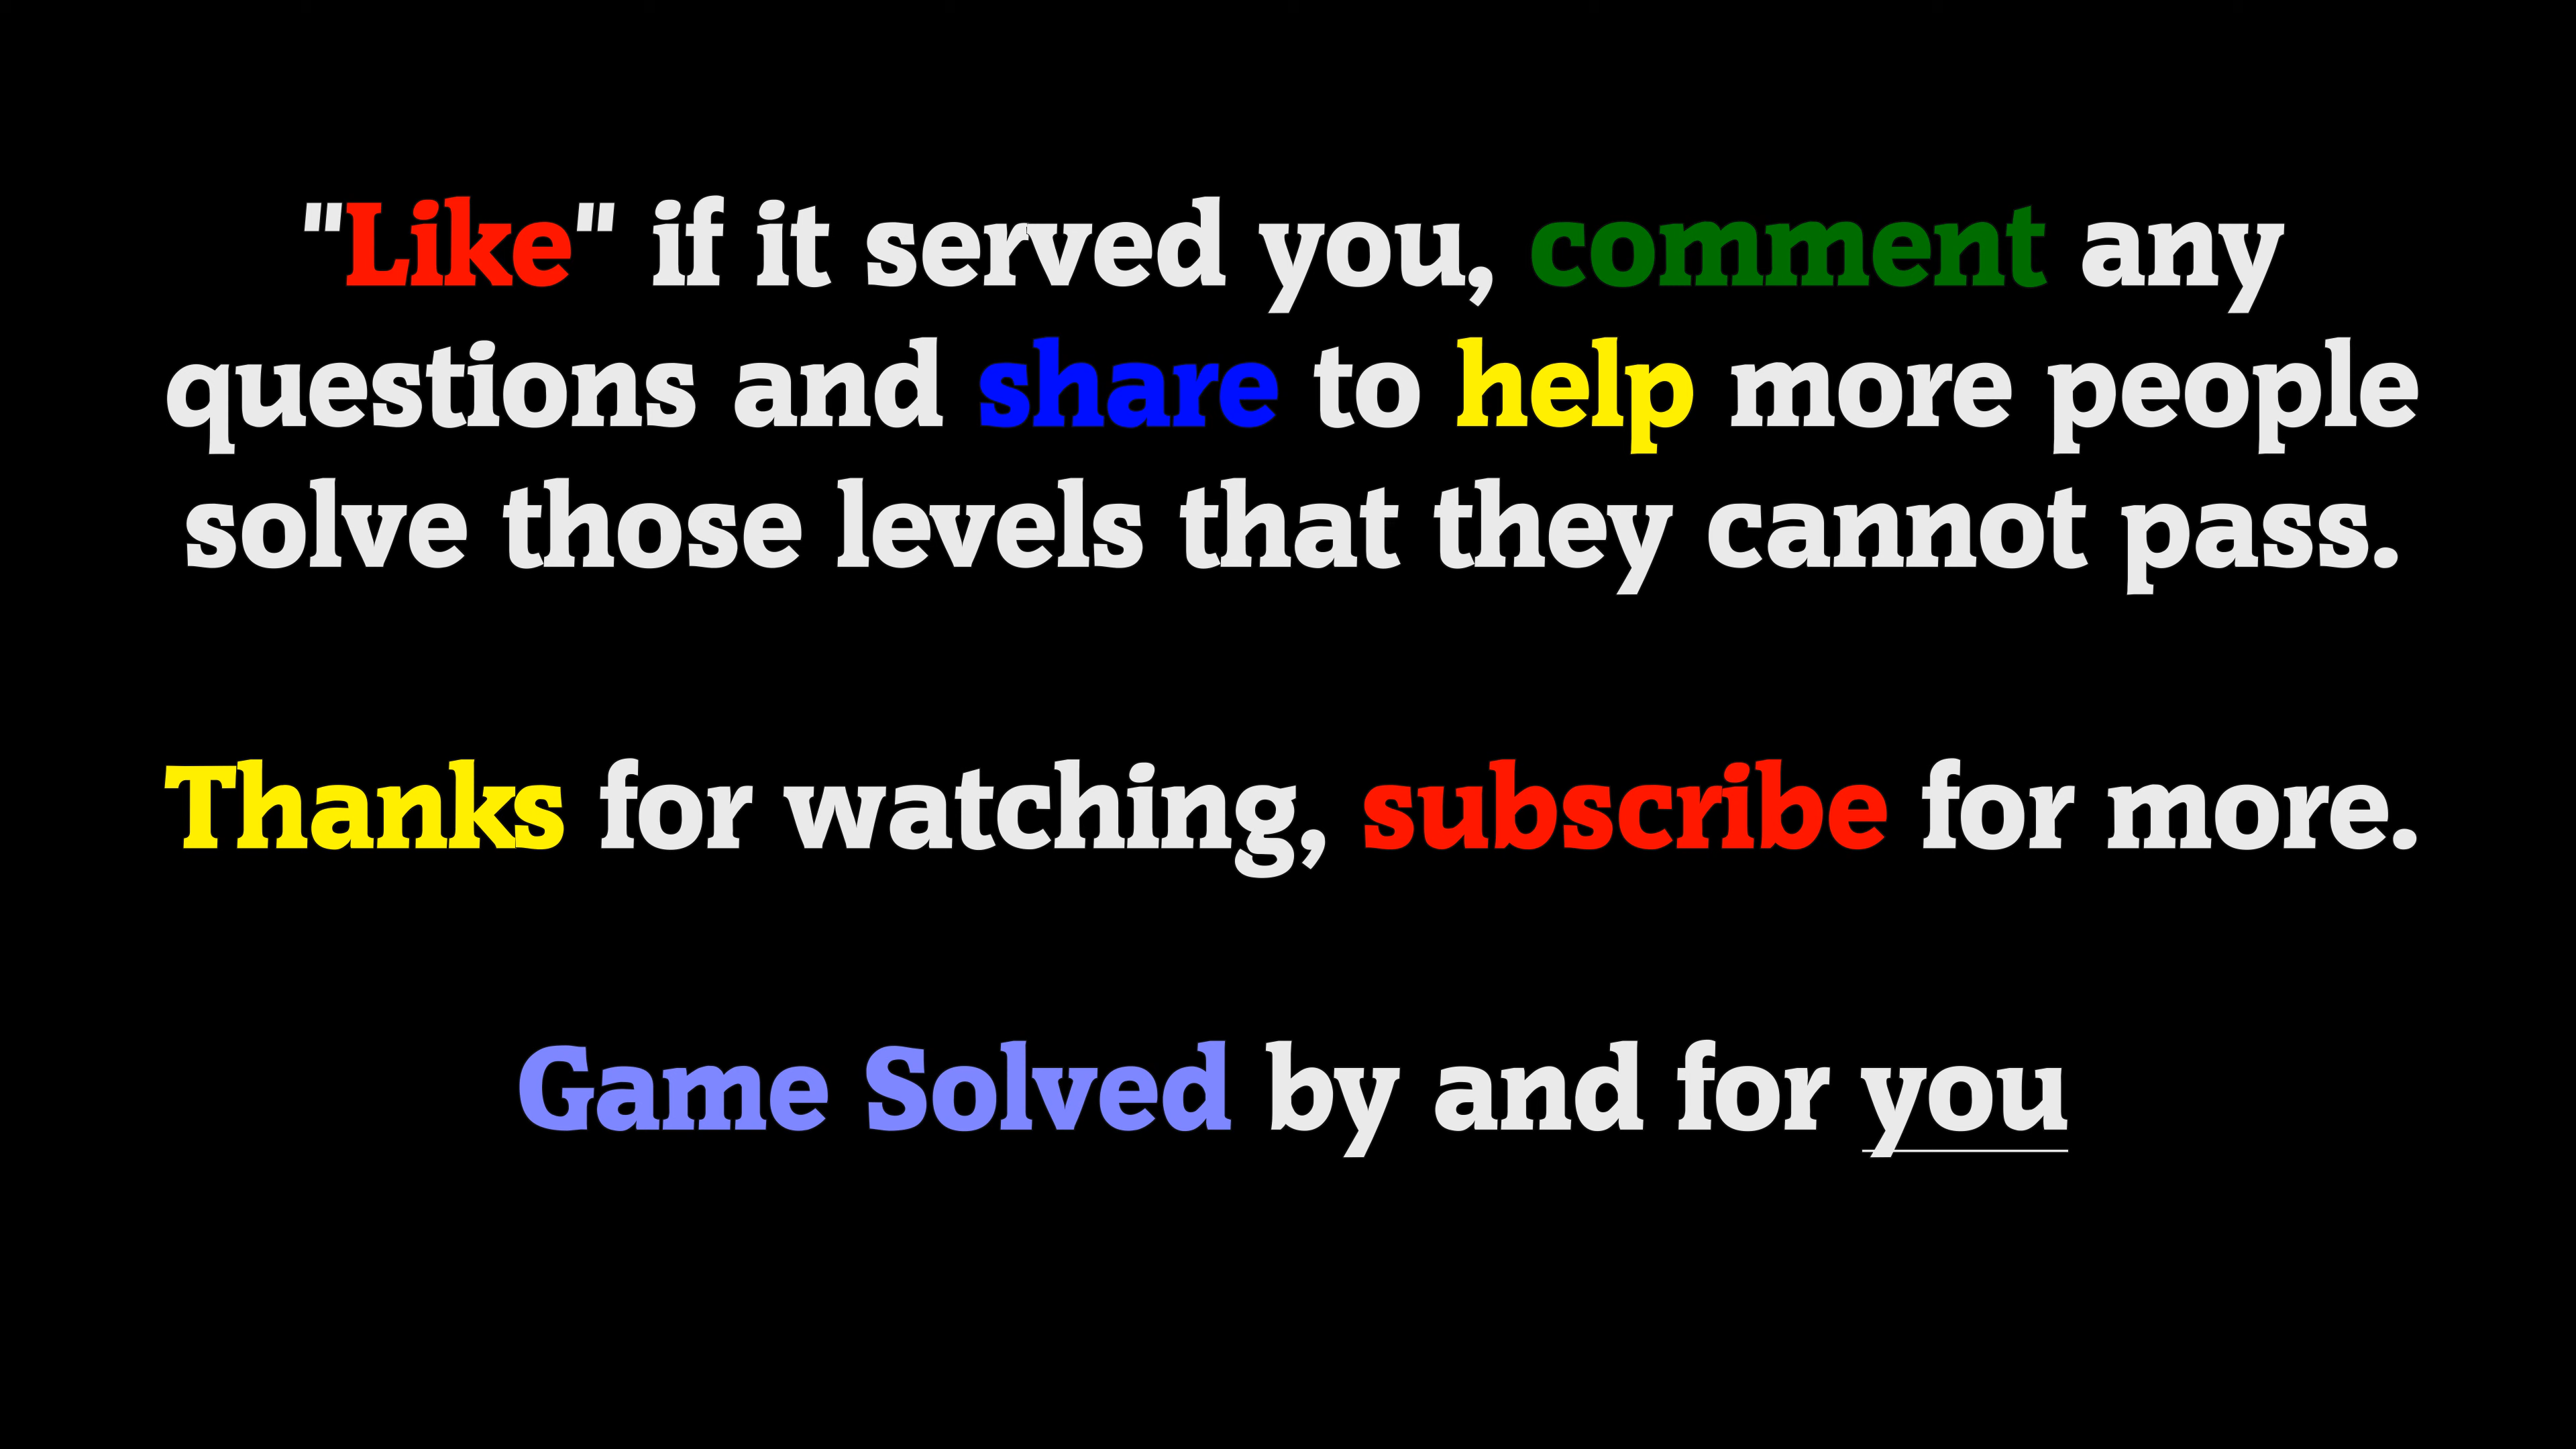 "Like" if it served you, comment any
questions and share to help more people
solve those levels that they cannot pass.
Thanks for watching, subscribe for more.
Game Solved by and for you